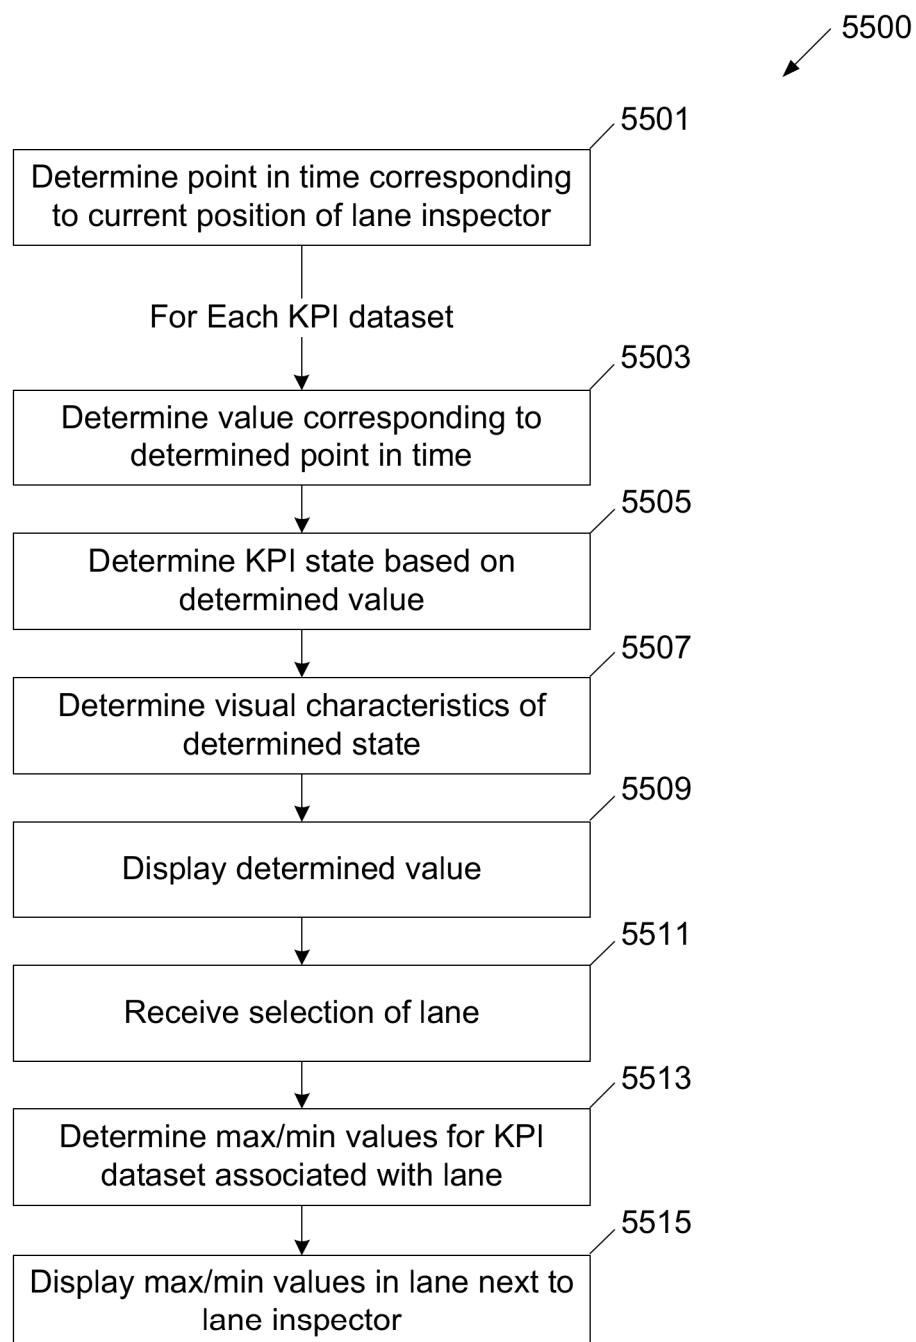 5500
5501
Determine point in time corresponding
to current position of lane inspector
For Each KPI dataset
5503
Determine value corresponding to
determined point in time
5505
Determine KPI state based on
determined value
5507
Determine visual characteristics of
determined state
5509
Display determined value
5511
Receive selection of lane
5513
Determine max/min values for KPI
dataset associated with lane
5515
Display max/min values in lane next to
lane inspector